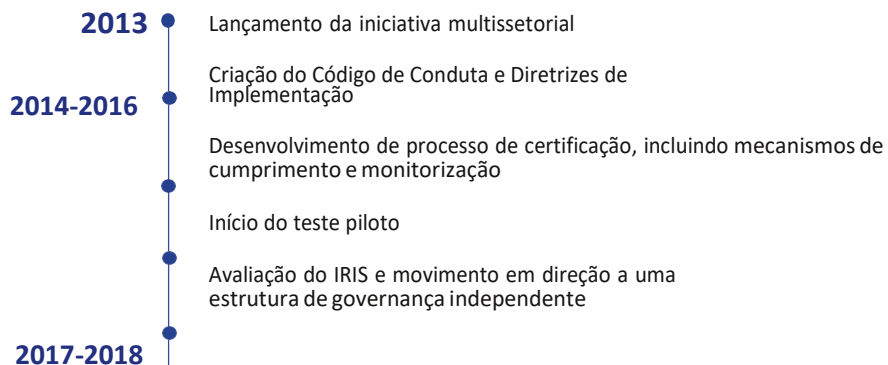 2013
Lançamento da iniciativa multissetorial
Criação do Código de Conduta e Diretrizes de
Implementação
2014-2016
Desenvolvimento de processo de certificação, incluindo mecanismos de
cumprimento e monitorização
Início do teste piloto
Avaliação do IRIS e movimento em direção a uma
estrutura de governança independente
2017-2018